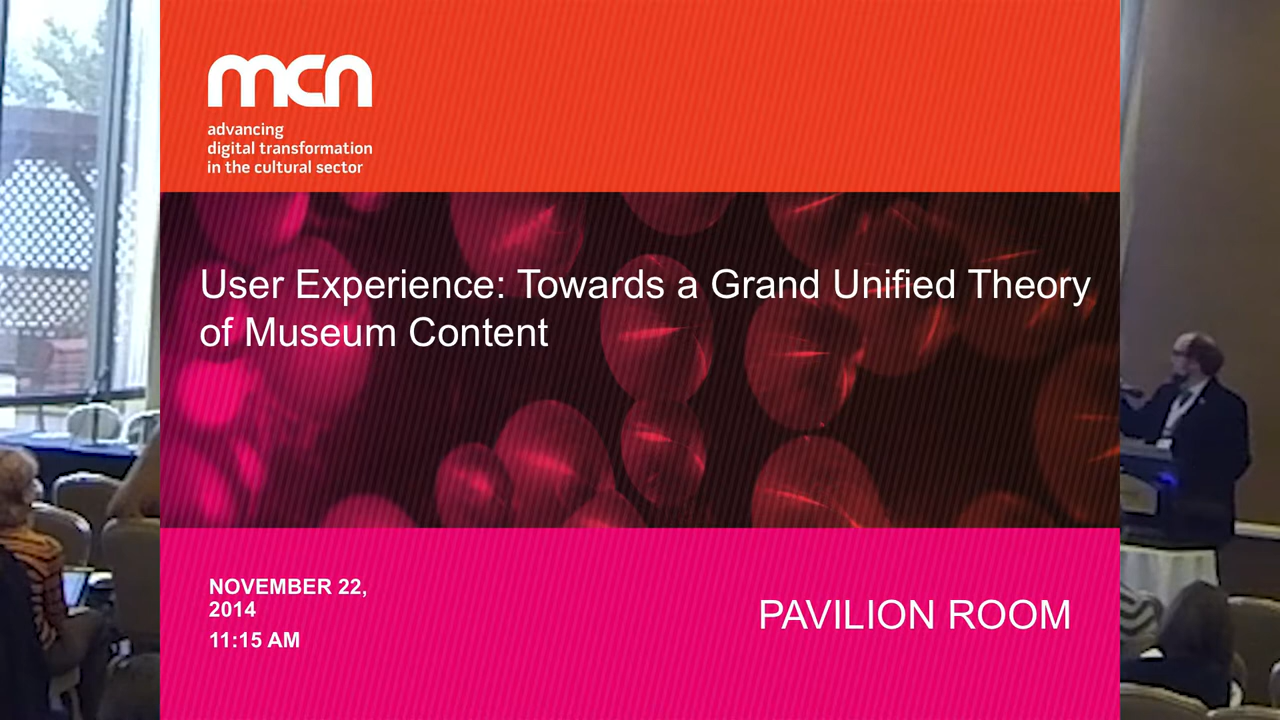 mcn
advancing
digital transformation
in the cultural sector
User Experience: Towards a Grand Unified Theory
of Museum Content
NOVEMBER 22,
2014
11:15 AM
PAVILION ROOM